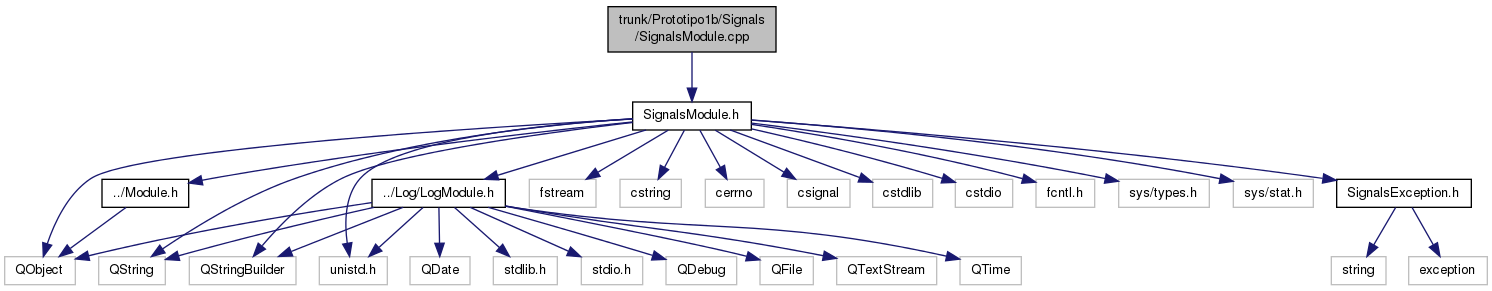 trunk/Prototipo1b/Signals
/SignalsModule.cpp
SignalsModule.h
../Module.h
../Log/LogModule.h
fstream
cstring
cerrno
csignal
cstdlib
cstdio
fcntl.h
sys/types.h
sys/stat.h
SignalsException.h
QObject
QString
QStringBuilder
unistd.h
QDate
stdlib.h
stdio.h
QDebug
QFile
QTextStream
QTime
string
exception